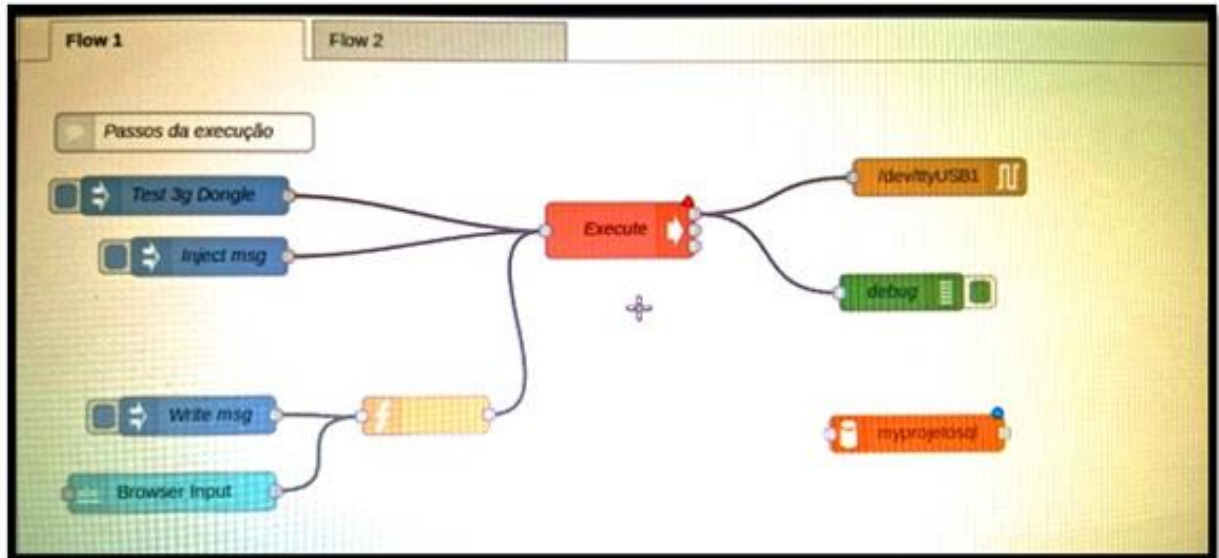 Flow 1
Flow 2
Passos da execução
Test 3g Dongle
Inject msg
Execute
/dev/ttyUSB1
debug
Write msg
Browser Input
myprojetosql